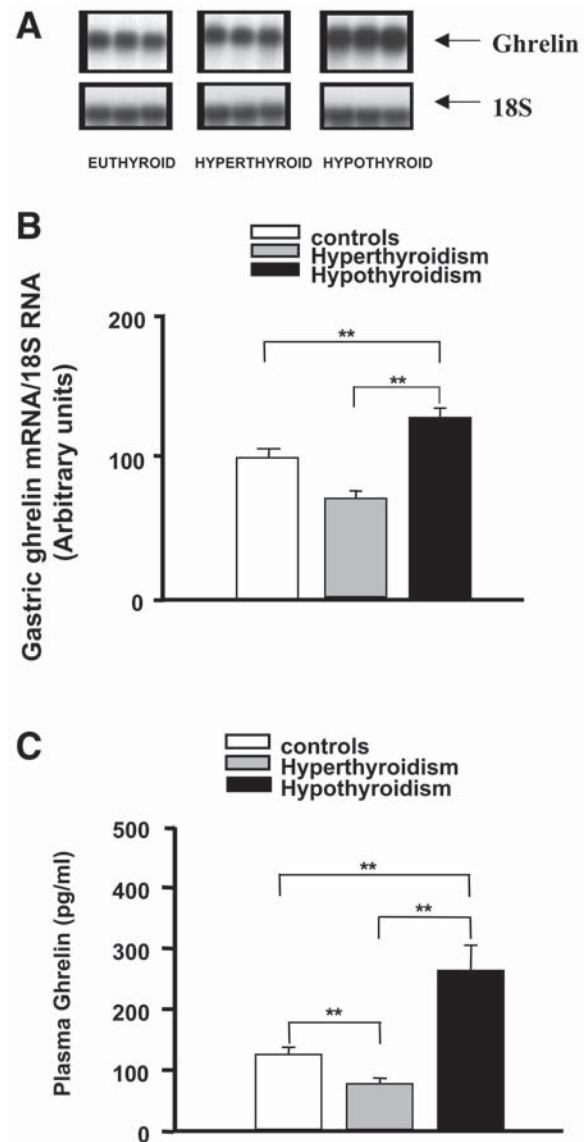 A
Ghrelin
18S
EUTHYROID HYPERTHYROID HYPOTHYROID
B
controls
Hyperthyroidism
Hypothyroidism
Gastric ghrelin mRNA/18S RNA
(Arbitrary units)
200
**
**
100
0
C
controls
Hyperthyroidism
Hypothyroidism
Plasma Ghrelin (pg/ml)
500
400
**
**
300
200
**
100
0